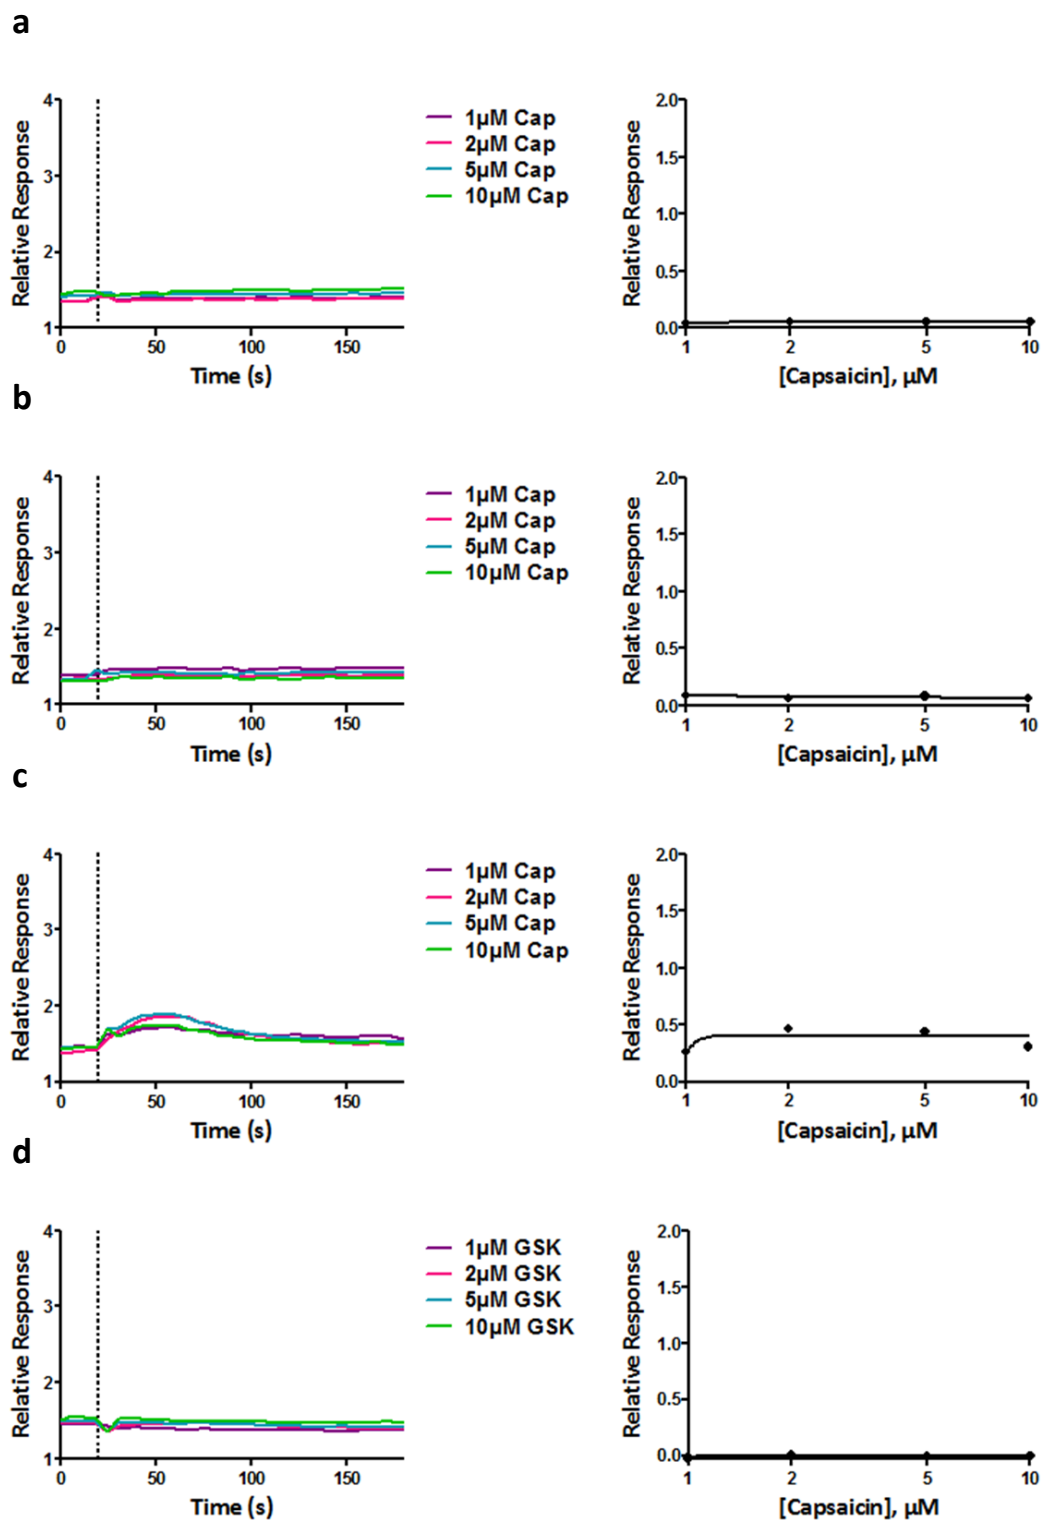 a
4
3
2
1
0 50 100 150
Relative Response
Time (s)
1µM Cap
2µM Cap
5µM Cap
10µM Cap
2.0
1.5
1.0
0.5
0.0
1 2 5 10
Relative Response
[Capsaicin], µM
b
4
3
2
1
0 50 100 150
Relative Response
Time (s)
1µM Cap
2µM Cap
5µM Cap
10µM Cap
2.0
1.5
1.0
0.5
0.0
1 2 5 10
Relative Response
[Capsaicin], µM
c
4
3
2
1
0 50 100 150
Relative Response
Time (s)
1µM Cap
2µM Cap
5µM Cap
10µM Cap
2.0
1.5
1.0
0.5
0.0
1 2 5 10
Relative Response
[Capsaicin], µM
d
4
3
2
1
0 50 100 150
Relative Response
Time (s)
1µM GSK
2µM GSK
5µM GSK
10µM GSK
2.0
1.5
1.0
0.5
0.0
1 2 5 10
Relative Response
[Capsaicin], µM